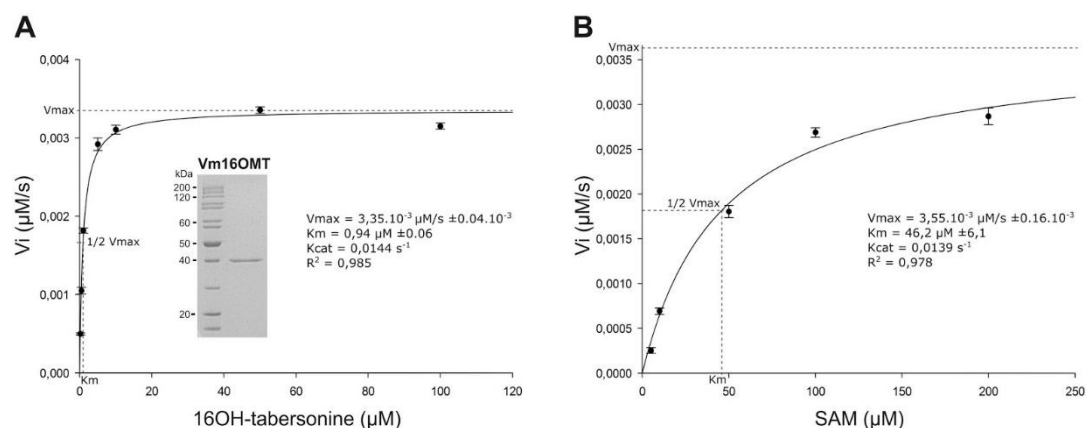 A
Vi (µM/s)
0,004
0,003
0,002
0,001
0,000
Vmax
1/2 Vmax
Km
0
20
40
60
80
100
120
16OH-tabersonine (µM)
Vm16OMT
kDa
200
120
60
50
40
20
Vmax = 3,35.10⁻³ µM/s ±0.04.10⁻³
Km = 0,94 µM ±0.06
Kcat = 0,0144 s⁻¹
R² = 0,985
B
Vi (µM/s)
Vmax
0,0035
0,0030
0,0025
0,0020
1/2 Vmax
0,0015
0,0010
0,0005
0,0000
Km
0
50
100
150
200
250
SAM (µM)
Vmax = 3,55.10⁻³ µM/s ±0.16.10⁻³
Km = 46,2 µM ±6,1
Kcat = 0,0139 s⁻¹
R² = 0,978